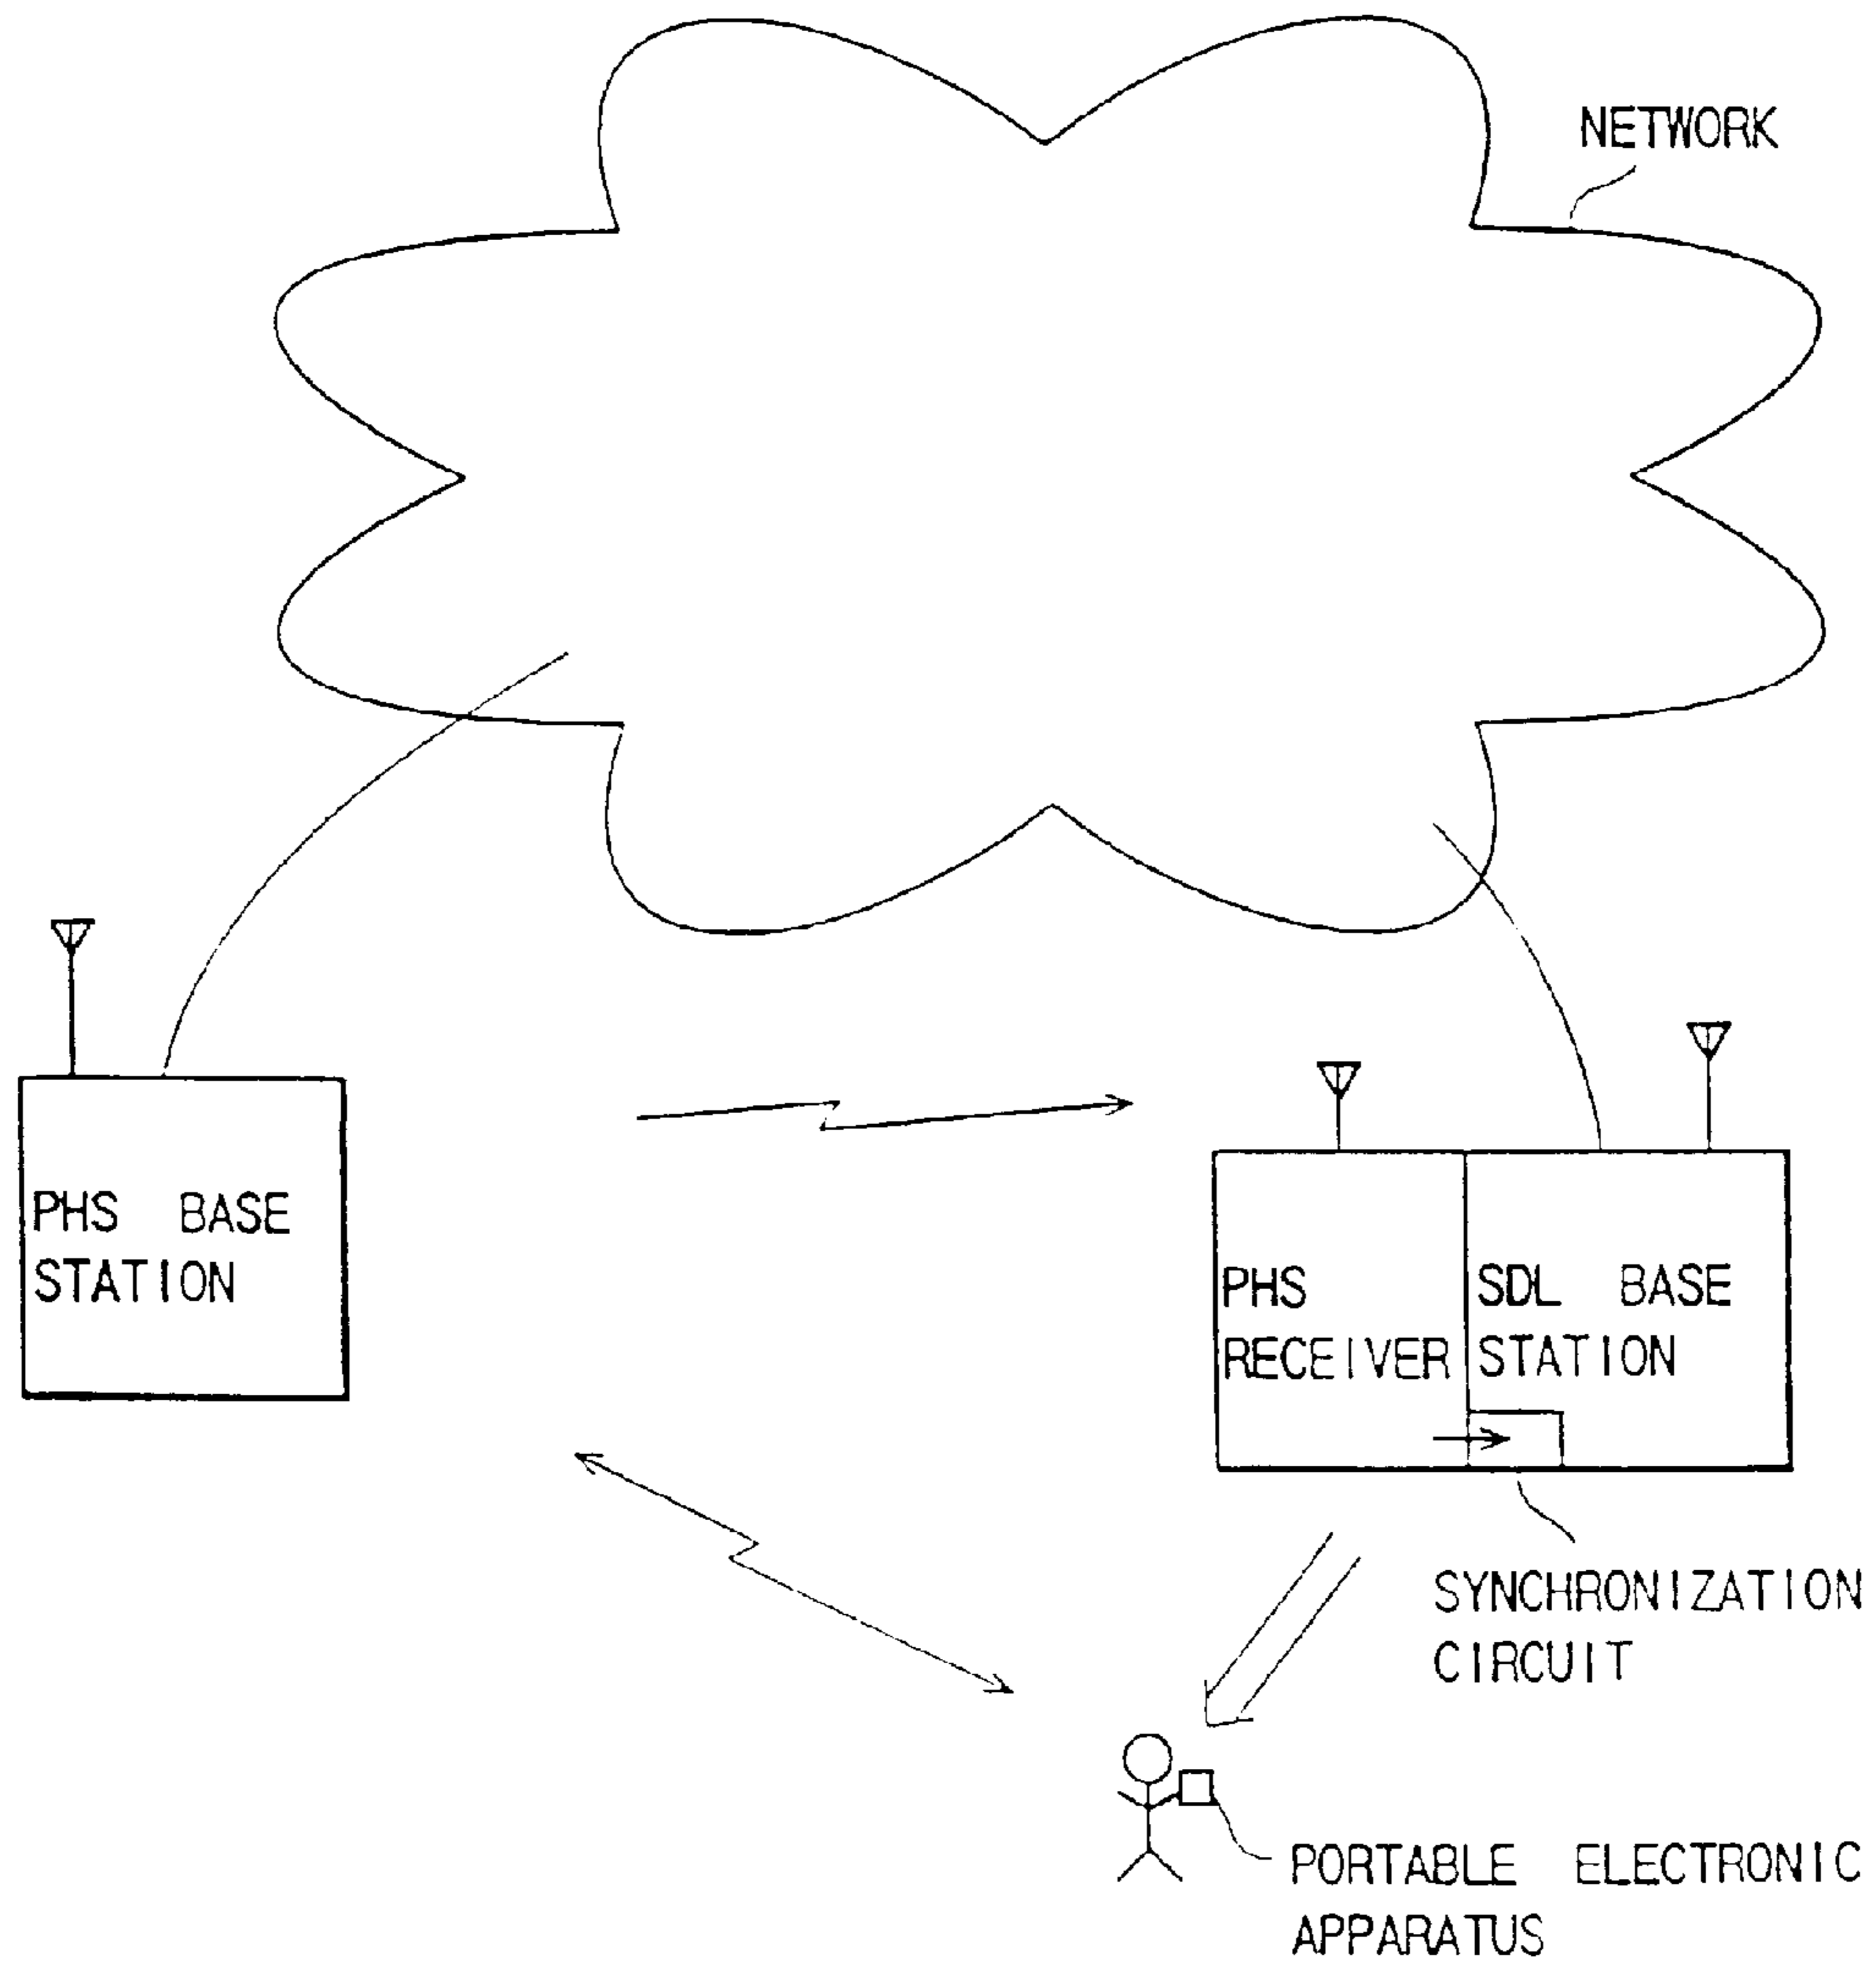 NETWORK
PHS BASE
STATION
PHS
RECEIVER
SDL BASE
STATION
SYNCHRONIZATION
CIRCUIT
PORTABLE ELECTRONIC
APPARATUS